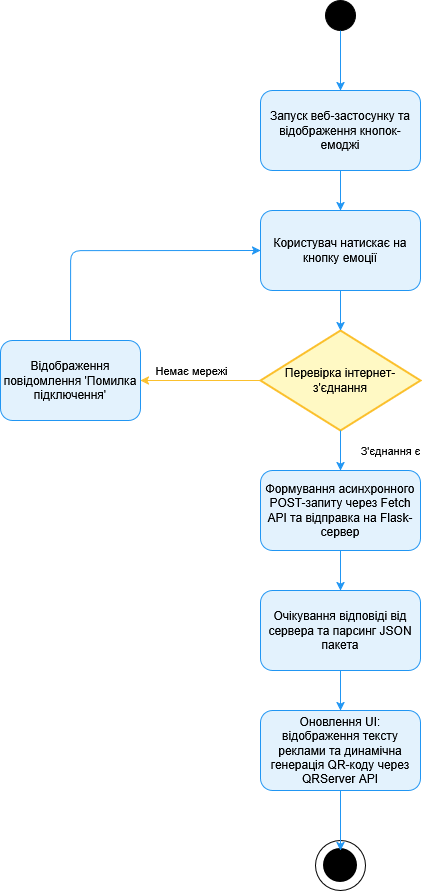 Запуск веб-застосунку та
відображення кнопок-
емоджі
Користувач натискає на
кнопку емоції
Перевірка інтернет-
з'єднання
Немає мережі
Відображення
повідомлення 'Помилка
підключення'
З'єднання є
Формування асинхронного
POST-запиту через Fetch
API та відправка на Flask-
сервер
Очікування відповіді від
сервера та парсинг JSON
пакета
Оновлення UI:
відображення тексту
реклами та динамічна
генерація QR-коду через
QRServer API